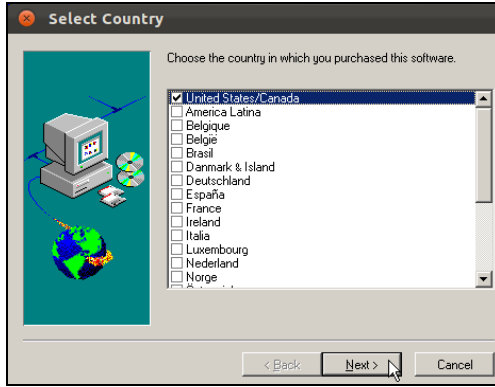 Select Country
Choose the country in which you purchased this software.
United States/Canada
America Latina
Belgique
België
Brasil
Danmark & Island
Deutschland
España
France
Ireland
Italia
Luxembourg
Nederland
Norge
< Back
Next >
Cancel